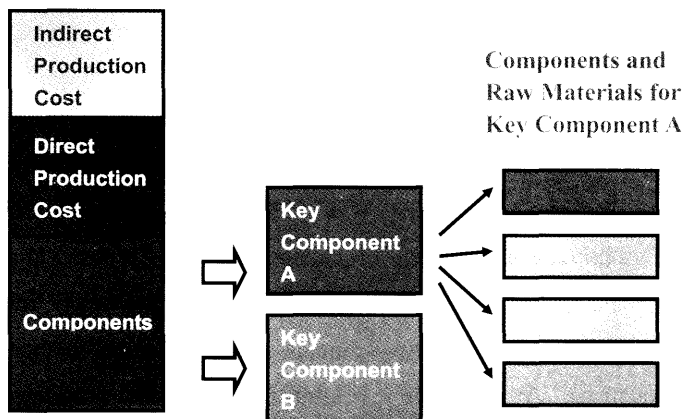 Indirect
Production
Cost
Direct
Production
Cost
Components
Key
Component
A
Key
Component
B
Components and
Raw Materials for
Key Component A